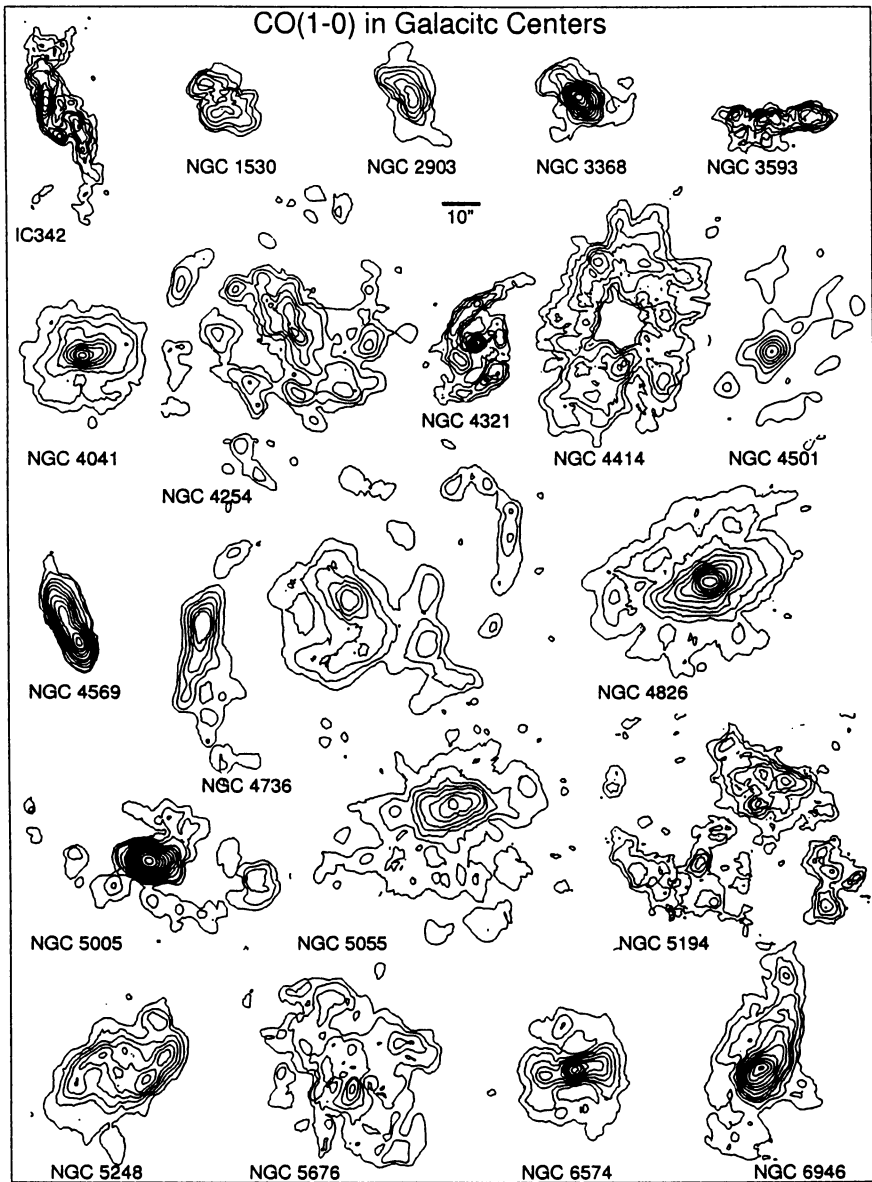 CO(1-0) in Galacitc Centers
NGC 1530
NGC 2903
NGC 3368
NGC 3593
10"
IC342
NGC 4041
NGC 4254
NGC 4321
NGC 4414
NGC 4501
NGC 4569
NGC 4736
NGC 4826
NGC 5005
NGC 5055
NGC 5194
NGC 5248
NGC 5676
NGC 6574
NGC 6946